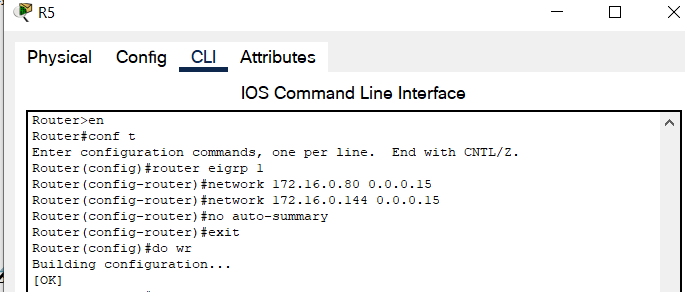 R5
Physical Config CLI Attributes
IOS Command Line Interface
Router>en
Router#conf t
Enter configuration commands, one per line.  End with CNTL/Z.
Router(config)#router eigrp 1
Router(config-router)#network 172.16.0.80 0.0.0.15
Router(config-router)#network 172.16.0.144 0.0.0.15
Router(config-router)#no auto-summary
Router(config-router)#exit
Router(config)#do wr
Building configuration...
[OK]